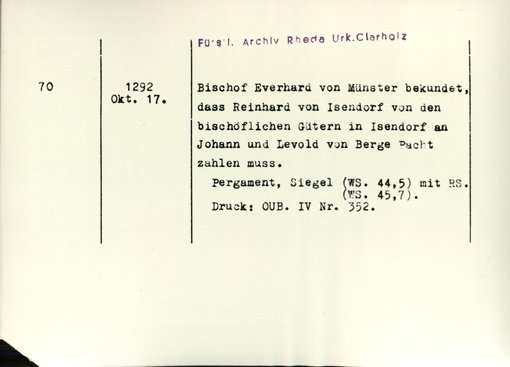 Fürstl. Archiv Rheda Urk.Clarholz
70
1292
Okt. 17.
Bischof Everhard von Münster bekundet,
dass Reinhard von Isendorf von den
bischöflichen Gütern in Isendorf an
Johann und Levold von Berge Pacht
zahlen muss.
Pergament, Siegel (WS. 44,5) mit RS.
(WS. 45,7).
Druck: OUB. IV Nr. 352.